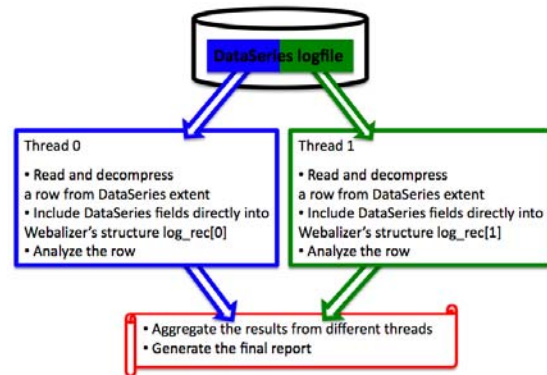 DataSeries logfile
Thread 0
• Read and decompress
a row from DataSeries extent
• Include DataSeries fields directly into
Webalizer's structure log_rec[0]
• Analyze the row
Thread 1
• Read and decompress
a row from DataSeries extent
• Include DataSeries fields directly into
Webalizer's structure log_rec[1]
• Analyze the row
• Aggregate the results from different threads
• Generate the final report